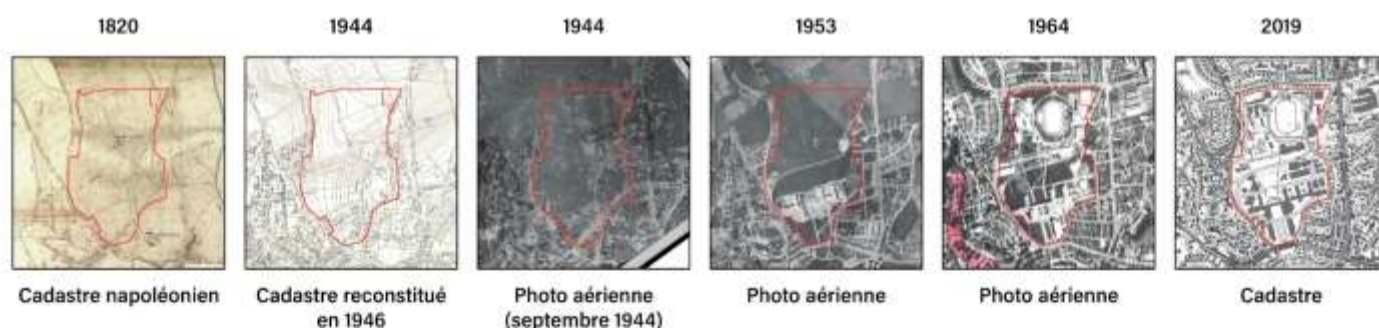 1820
1944
1944
1953
1964
2019
Cadastre napoléonien
Cadastre reconstitué
en 1946
Photo aérienne
(septembre 1944)
Photo aérienne
Photo aérienne
Cadastre